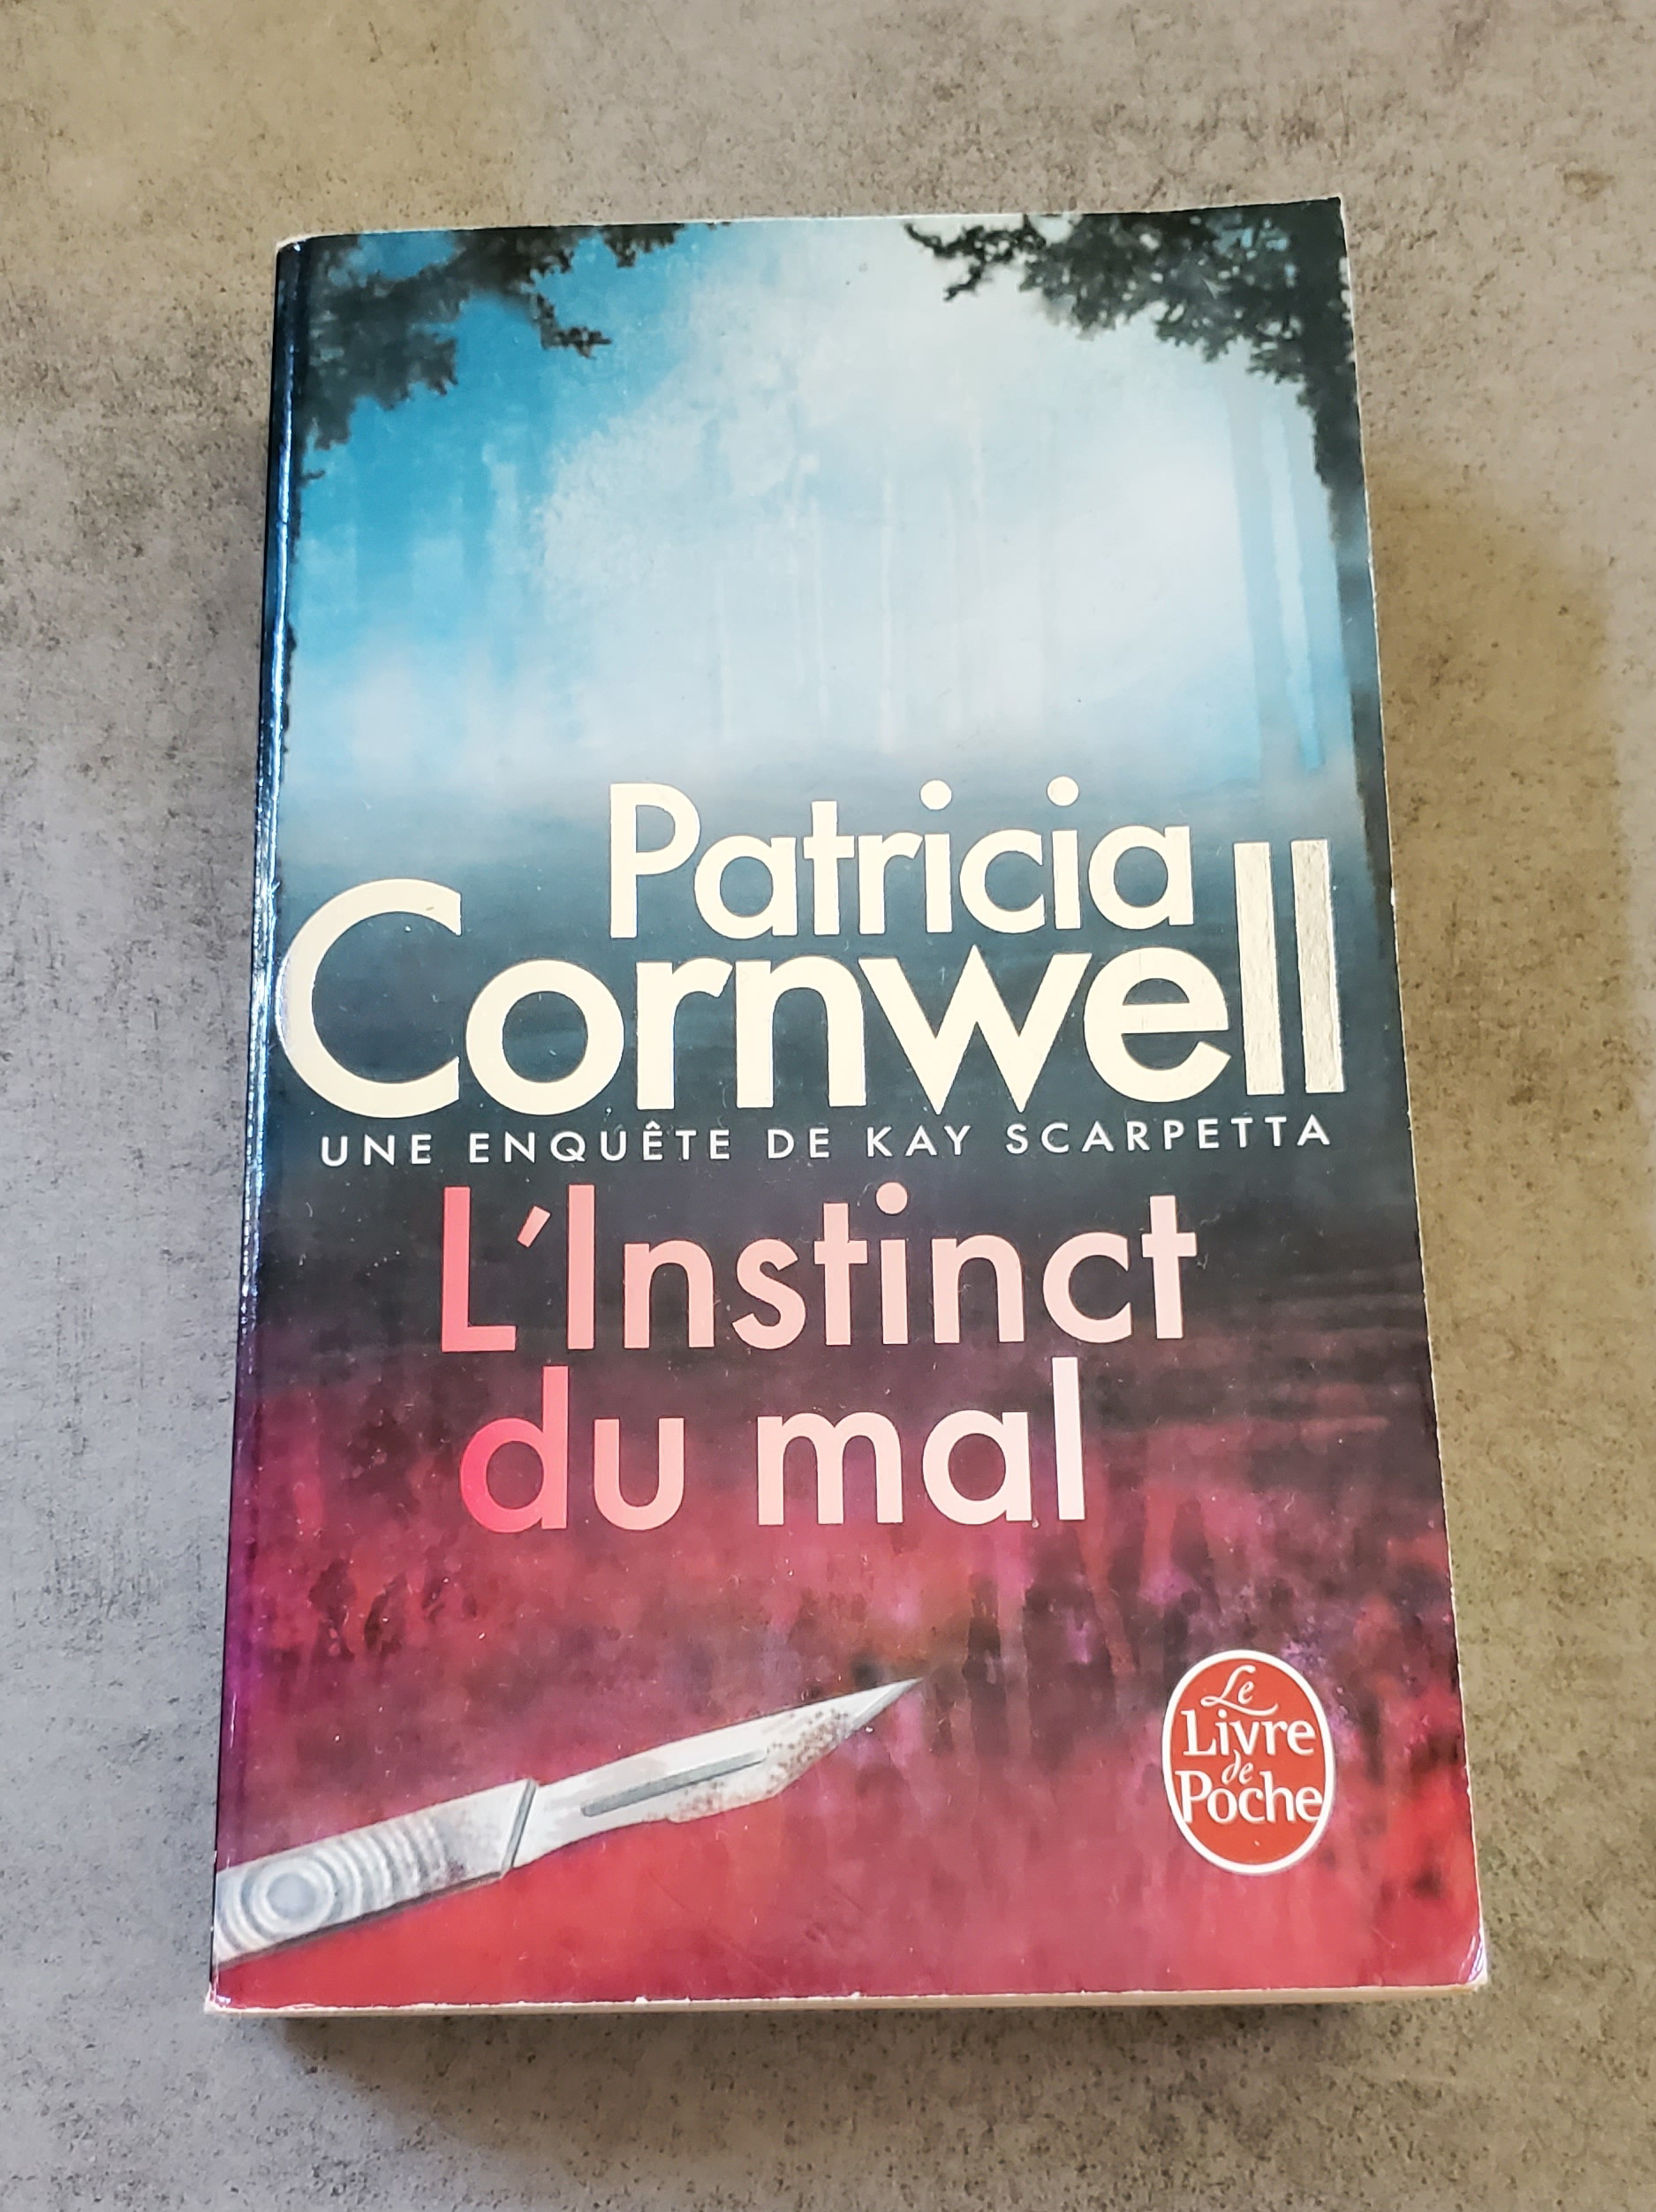 Patricia
Cornwell
UNE ENQUÊTE DE KAY SCARPETTA
L'Instinct
du mal
Le
Livre
de
Poche